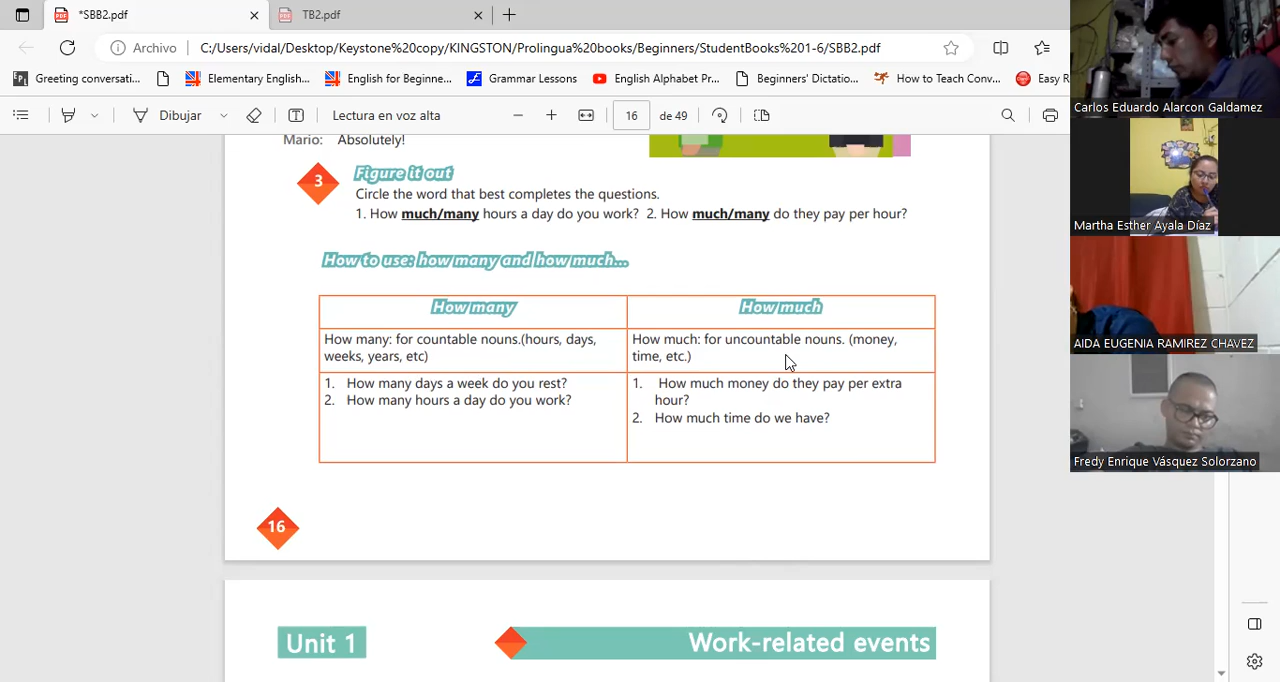 *SBB2.pdf
TB2.pdf
Archivo
C:/Users/vidal/Desktop/Keystone%20copy/KINGSTON/Prolingua%20books/Beginners/StudentBooks%201-6/SBB2.pdf
Greeting conversati...
Elementary English...
English for Beginne...
Grammar Lessons
English Alphabet Pr...
Beginners' Dictatio...
How to Teach Conv...
Easy R
Dibujar
Lectura en voz alta
16
de 49
Mario: Absolutely!
3
Figure it out
Circle the word that best completes the questions.
1. How much/many hours a day do you work? 2. How much/many do they pay per hour?
How to use: how many and how much...
How many
How much
How many: for countable nouns.(hours, days,
weeks, years, etc)
How much: for uncountable nouns. (money,
time, etc.)
1. How many days a week do you rest?
2. How many hours a day do you work?
1. How much money do they pay per extra
hour?
2. How much time do we have?
16
Unit 1
Work-related events
Carlos Eduardo Alarcon Galdamez
Martha Esther Ayala Díaz
AIDA EUGENIA RAMIREZ CHAVEZ
Fredy Enrique Vásquez Solorzano